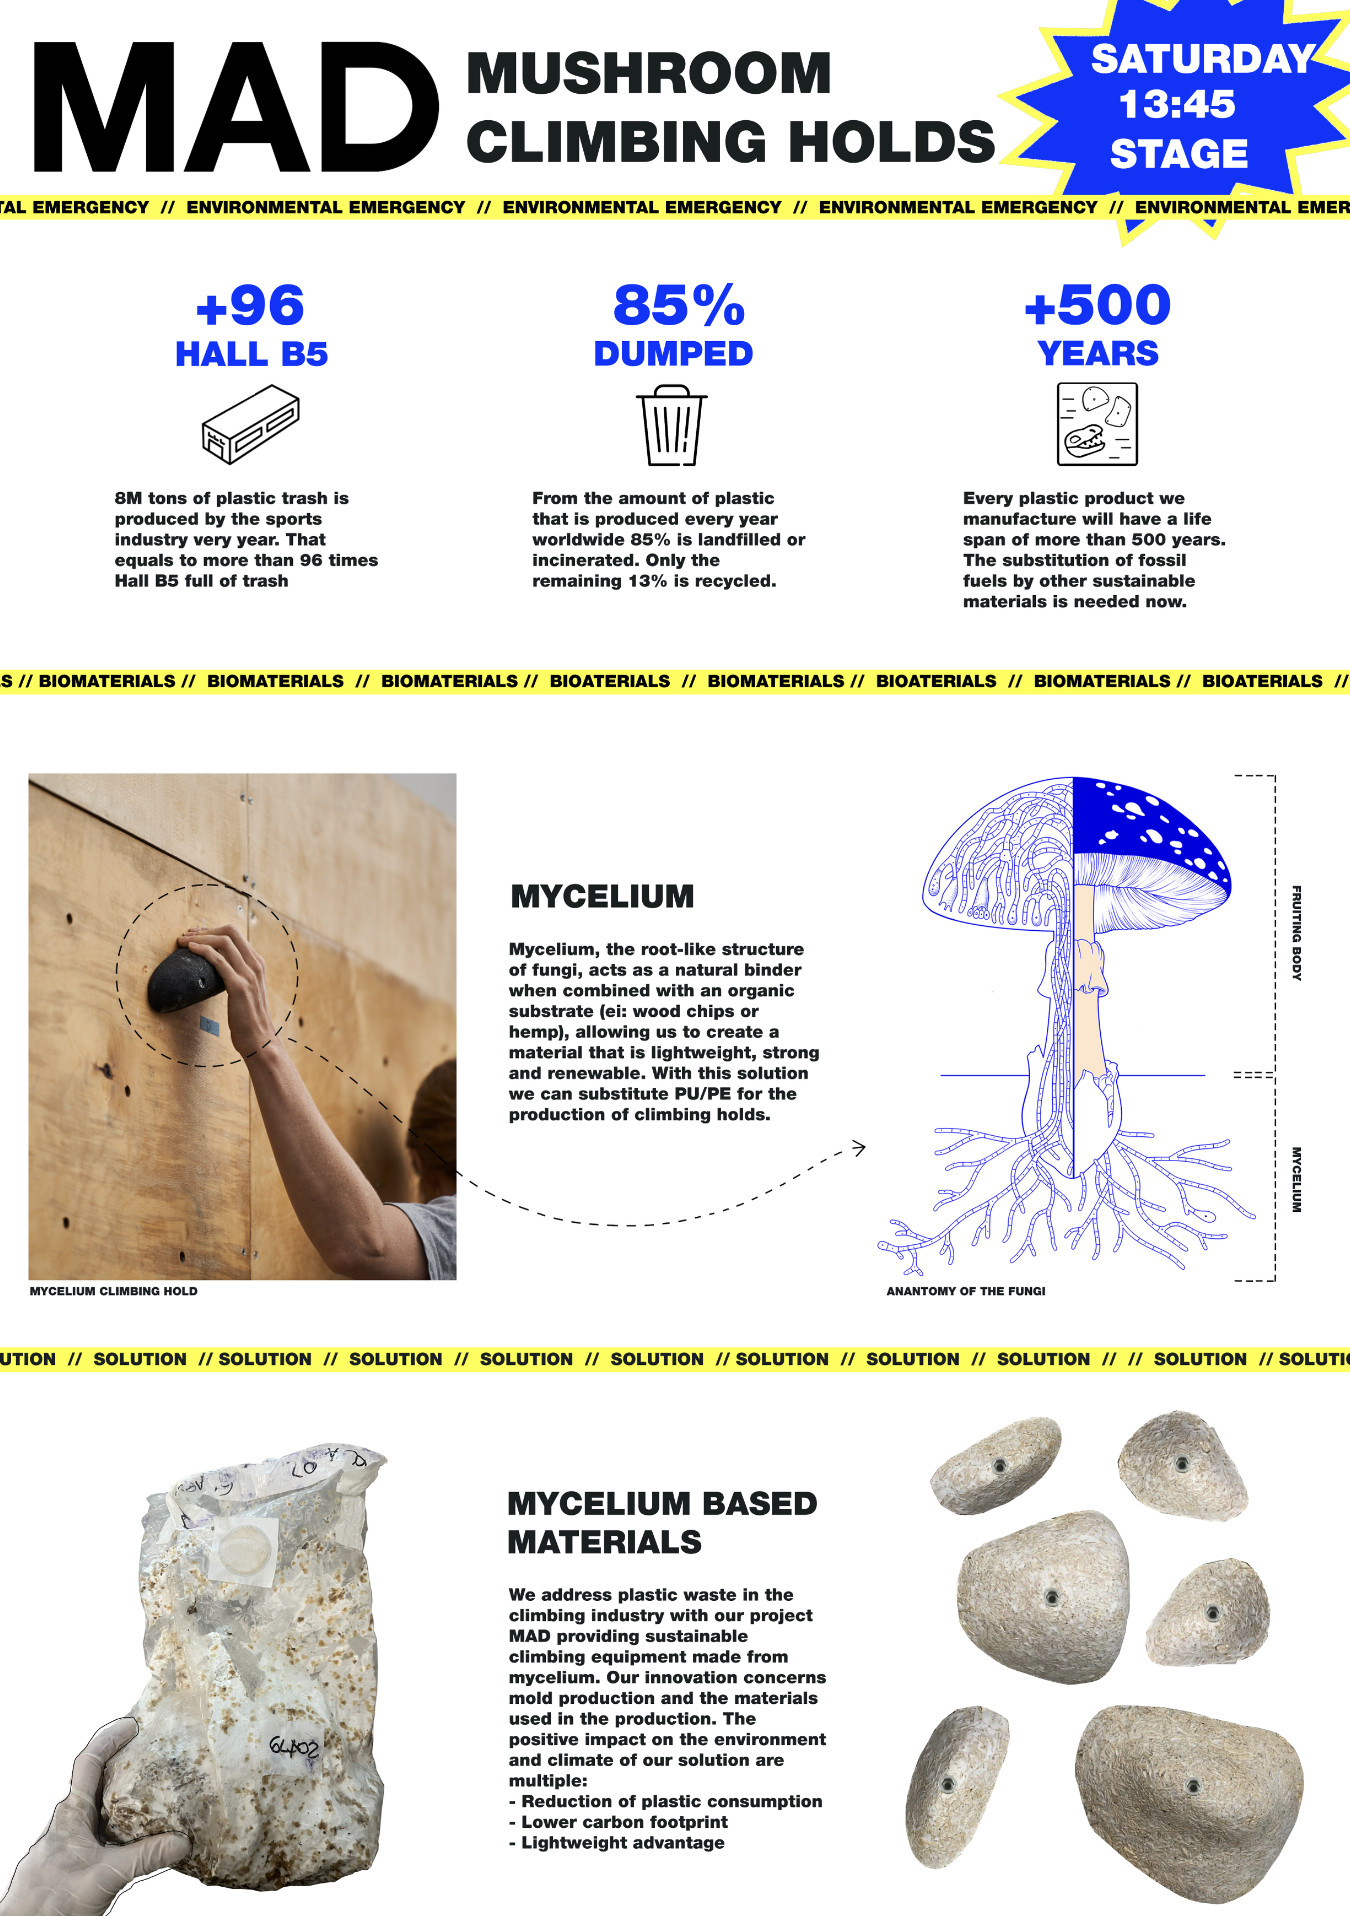 MAD
MUSHROOM
CLIMBING HOLDS
SATURDAY
13:45
STAGE
TAL EMERGENCY // ENVIRONMENTAL EMERGENCY // ENVIRONMENTAL EMERGENCY // ENVIRONMENTAL EMERGENCY // ENVIRONMENTAL EMER
+96
HALL B5
8M tons of plastic trash is
produced by the sports
industry very year. That
equals to more than 96 times
Hall B5 full of trash
85%
DUMPED
From the amount of plastic
that is produced every year
worldwide 85% is landfilled or
incinerated. Only the
remaining 13% is recycled.
+500
YEARS
Every plastic product we
manufacture will have a life
span of more than 500 years.
The substitution of fossil
fuels by other sustainable
materials is needed now.
S // BIOMATERIALS // BIOMATERIALS // BIOMATERIALS // BIOATERIALS // BIOMATERIALS // BIOATERIALS // BIOMATERIALS // BIOATERIALS //
MYCELIUM
Mycelium, the root-like structure
of fungi, acts as a natural binder
when combined with an organic
substrate (ei: wood chips or
hemp), allowing us to create a
material that is lightweight, strong
and renewable. With this solution
we can substitute PU/PE for the
production of climbing holds.
FRUITING BODY
MYCELIUM
MYCELIUM CLIMBING HOLD
ANANTOMY OF THE FUNGI
UTION // SOLUTION // SOLUTION // SOLUTION // SOLUTION // SOLUTION // SOLUTION // SOLUTION // SOLUTION // // SOLUTION // SOLUTIO
MYCELIUM BASED
MATERIALS
We address plastic waste in the
climbing industry with our project
MAD providing sustainable
climbing equipment made from
mycelium. Our innovation concerns
mold production and the materials
used in the production. The
positive impact on the environment
and climate of our solution are
multiple:
- Reduction of plastic consumption
- Lower carbon footprint
- Lightweight advantage